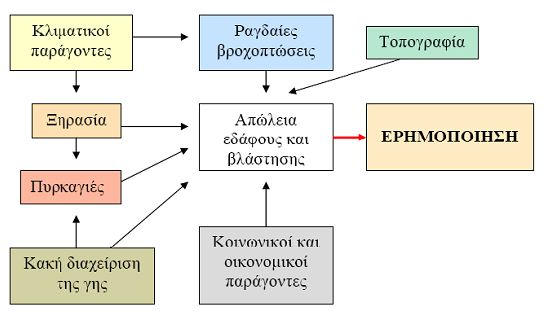 Κλιματικοί
παράγοντες
Ραγδαίες
βροχοπτώσεις
Τοπογραφία
Ξηρασία
Απώλεια
εδάφους και
βλάστησης
ΕΡΗΜΟΠΟΙΗΣΗ
Πυρκαγιές
Κακή διαχείριση
της γης
Κοινωνικοί και
οικονομικοί
παράγοντες